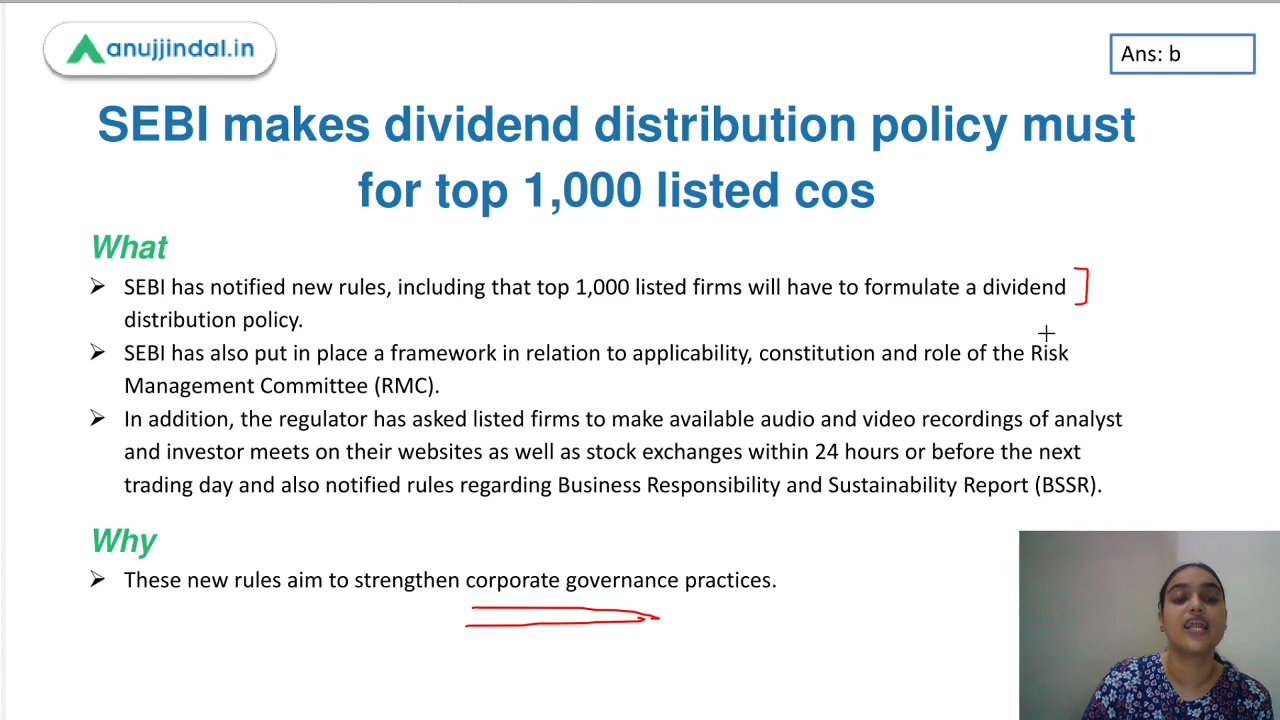 anujjindal.in
Ans: b
SEBI makes dividend distribution policy must
for top 1,000 listed cos
What
SEBI has notified new rules, including that top 1,000 listed firms will have to formulate a dividend
distribution policy.
SEBI has also put in place a framework in relation to applicability, constitution and role of the Risk
Management Committee (RMC).
In addition, the regulator has asked listed firms to make available audio and video recordings of analyst
and investor meets on their websites as well as stock exchanges within 24 hours or before the next
trading day and also notified rules regarding Business Responsibility and Sustainability Report (BSSR).
Why
These new rules aim to strengthen corporate governance practices.